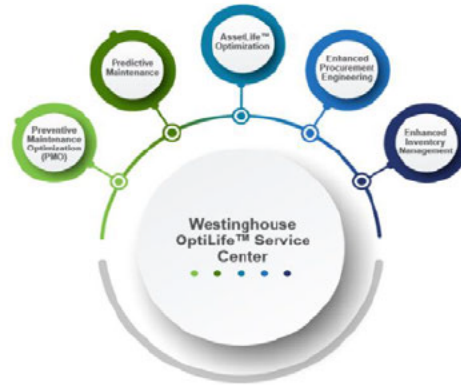 AssetLife™
Optimization
Predictive
Maintenance
Enhanced
Procurement
Engineering
Preventive
Maintenance
Optimization
(PMO)
Enhanced
Inventory
Management
Westinghouse
OptiLife™ Service
Center